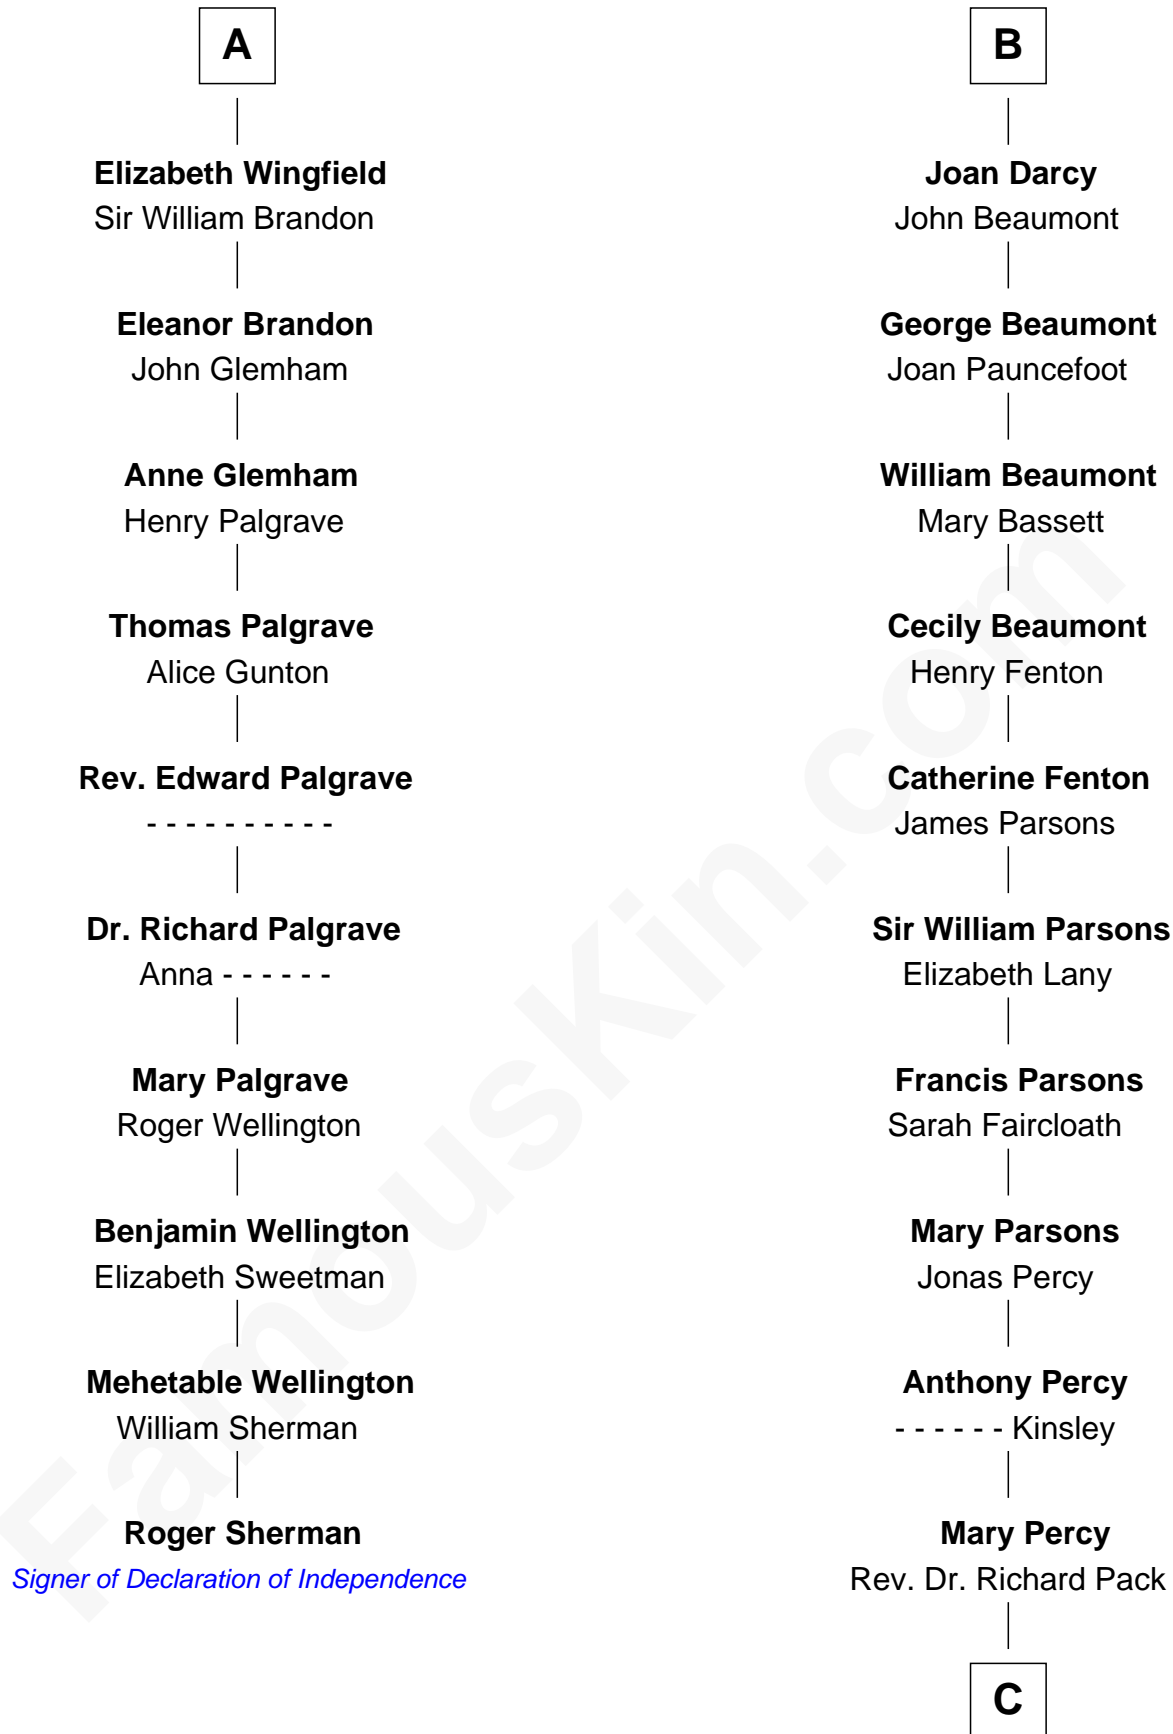 A
Elizabeth Wingfield
Sir William Brandon
Eleanor Brandon
John Glemham
Anne Glemham
Henry Palgrave
Thomas Palgrave
Alice Gunton
Rev. Edward Palgrave
- - - - - - - - - -
Dr. Richard Palgrave
Anna - - - - - -
Mary Palgrave
Roger Wellington
Benjamin Wellington
Elizabeth Sweetman
Mehetable Wellington
William Sherman
Roger Sherman
Signer of Declaration of Independence
B
Joan Darcy
John Beaumont
George Beaumont
Joan Pauncefoot
William Beaumont
Mary Bassett
Cecily Beaumont
Henry Fenton
Catherine Fenton
James Parsons
Sir William Parsons
Elizabeth Lany
Francis Parsons
Sarah Faircloath
Mary Parsons
Jonas Percy
Anthony Percy
- - - - - - Kinsley
Mary Percy
Rev. Dr. Richard Pack
C
FamousKin.com